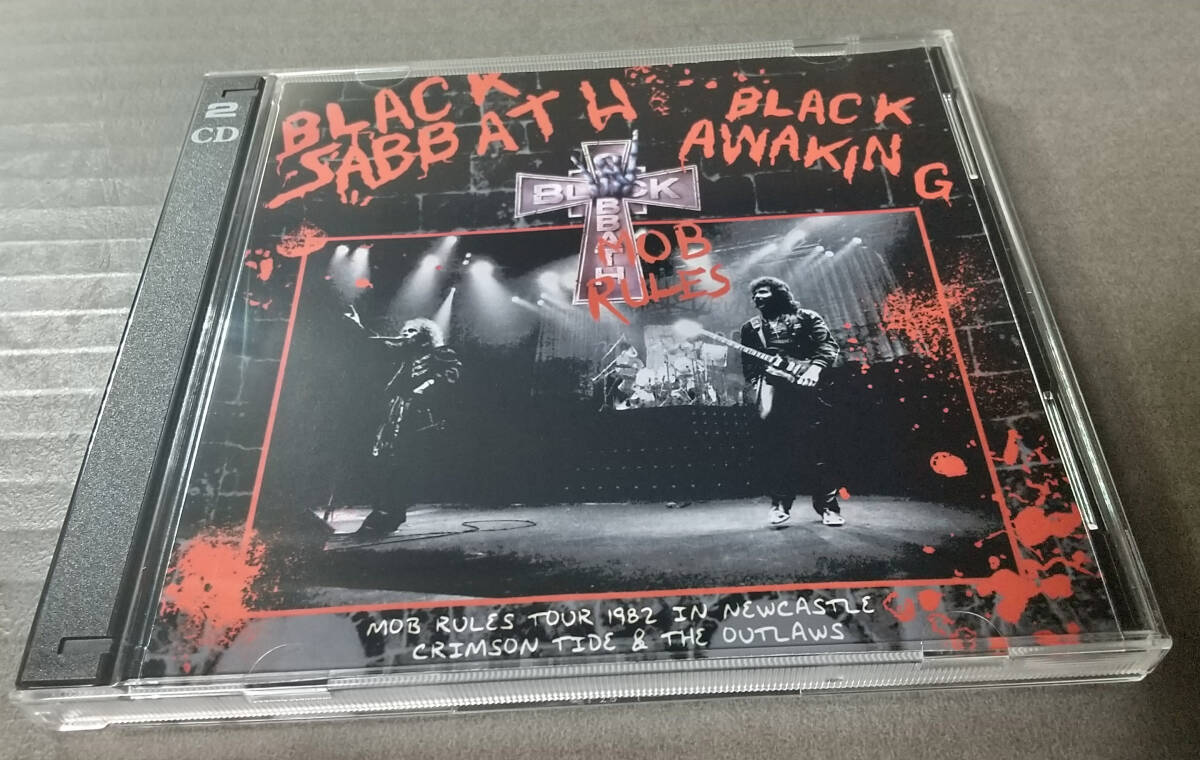 2
CD
BLACK
SABBATH
BLACK
AWAKING
BLACK
SABBATH
MOB
RULES
MOB RULES TOUR 1982 IN NEWCASTLE
CRIMSON TIDE & THE OUTLAWS